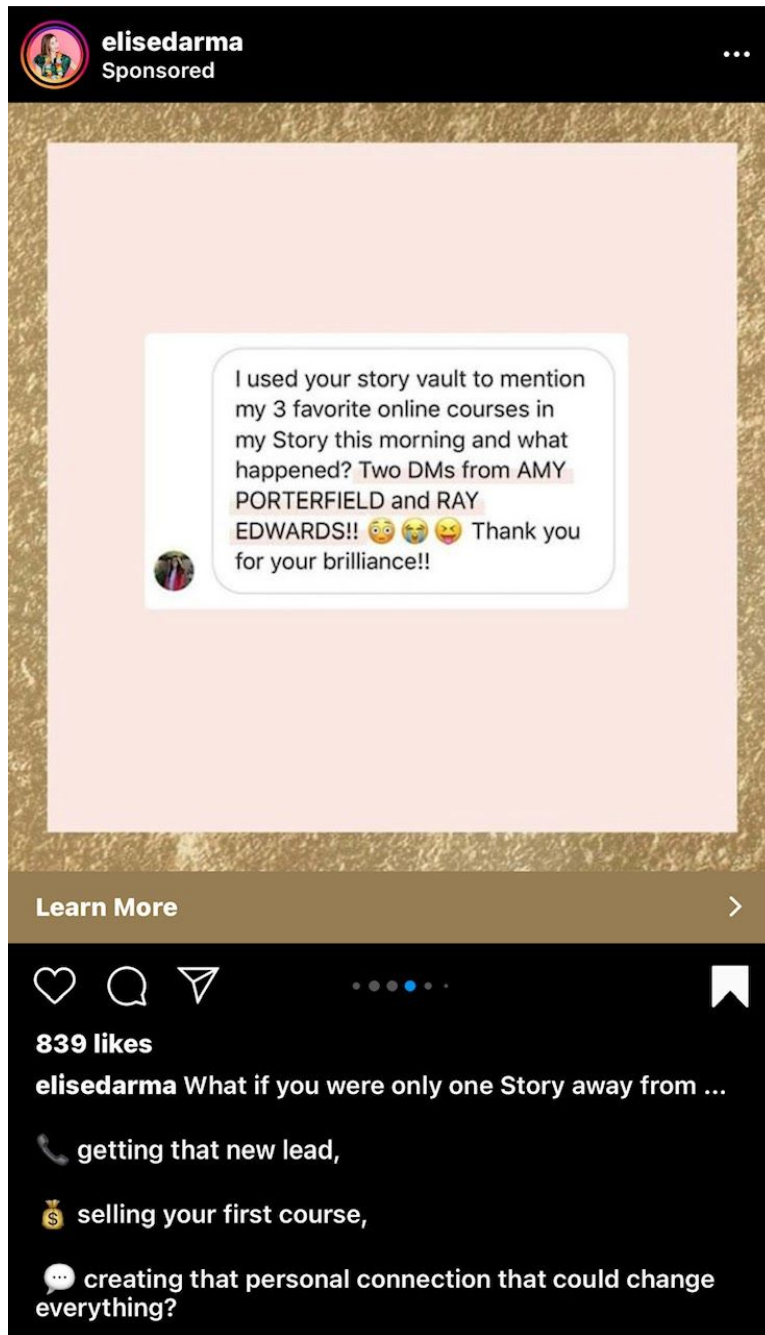 elisedarma
Sponsored
I used your story vault to mention
my 3 favorite online courses in
my Story this morning and what
happened? Two DMs from AMY
PORTERFIELD and RAY
EDWARDS!! 😳 😭 😝 Thank you
for your brilliance!!
Learn More
839 likes
elisedarma What if you were only one Story away from ...
📞 getting that new lead,
💰 selling your first course,
💬 creating that personal connection that could change
everything?